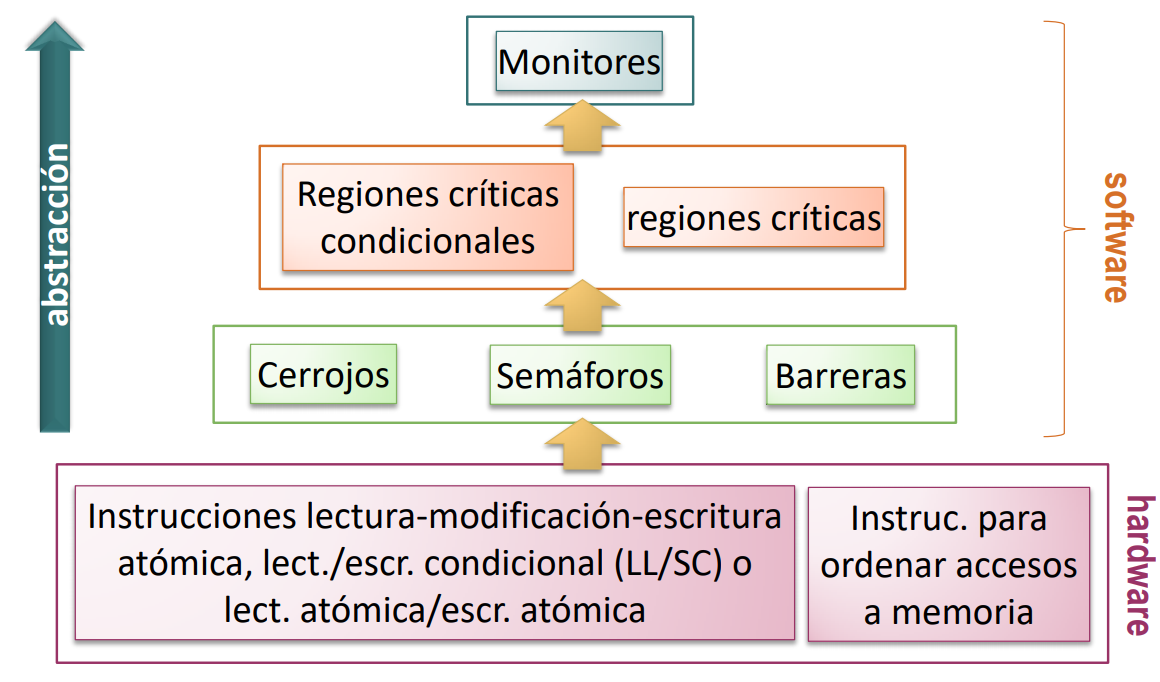 Monitores
abstracción
Regiones críticas
condicionales
regiones críticas
software
Cerrojos
Semáforos
Barreras
Instrucciones lectura-modificación-escritura
atómica, lect./escr. condicional (LL/SC) o
lect. atómica/escr. atómica
Instruc. para
ordenar accesos
a memoria
hardware